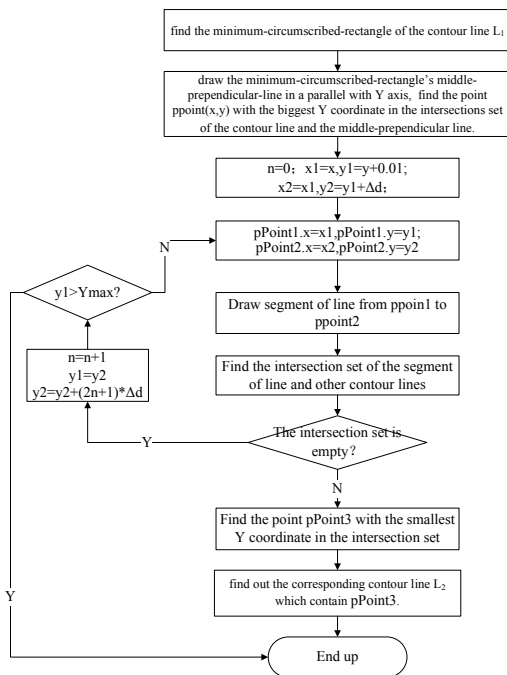 find the minimum-circumscribed-rectangle of the contour line L₁
draw the minimum-circumscribed-rectangle's middle-
prependicular-line in a parallel with Y axis, find the point
ppoint(x,y) with the biggest Y coordinate in the intersections set
of the contour line and the middle-prependicular line.
n=0；x1=x,y1=y+0.01;
x2=x1,y2=y1+Δd;
N
pPoint1.x=x1,pPoint1.y=y1;
pPoint2.x=x2,pPoint2.y=y2
y1>Ymax?
Draw segment of line from ppoin1 to
ppoint2
n=n+1
y1=y2
y2=y2+(2n+1)*Δd
Find the intersection set of the segment
of line and other contour lines
Y
The intersection set is
empty?
N
Find the point pPoint3 with the smallest
Y coordinate in the intersection set
find out the corresponding contour line L₂
which contain pPoint3.
Y
End up